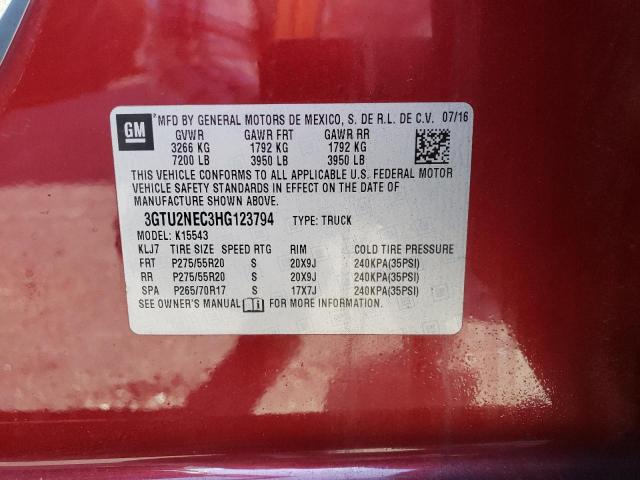 GM
MFD BY GENERAL MOTORS DE MEXICO, S. DE R.L. DE C.V. 07/16
GVWR GAWR FRT GAWR RR
3266 KG 1792 KG 1792 KG
7200 LB 3950 LB 3950 LB
THIS VEHICLE CONFORMS TO ALL APPLICABLE U.S. FEDERAL MOTOR
VEHICLE SAFETY STANDARDS IN EFFECT ON THE DATE OF
MANUFACTURE SHOWN ABOVE.
3GTU2NEC3HG123794 TYPE: TRUCK
MODEL: K15543
KLJ7 TIRE SIZE SPEED RTG RIM COLD TIRE PRESSURE
FRT P275/55R20 S 20X9J 240KPA(35PSI)
RR P275/55R20 S 20X9J 240KPA(35PSI)
SPA P265/70R17 S 17X7J 240KPA(35PSI)
SEE OWNER'S MANUAL FOR MORE INFORMATION.